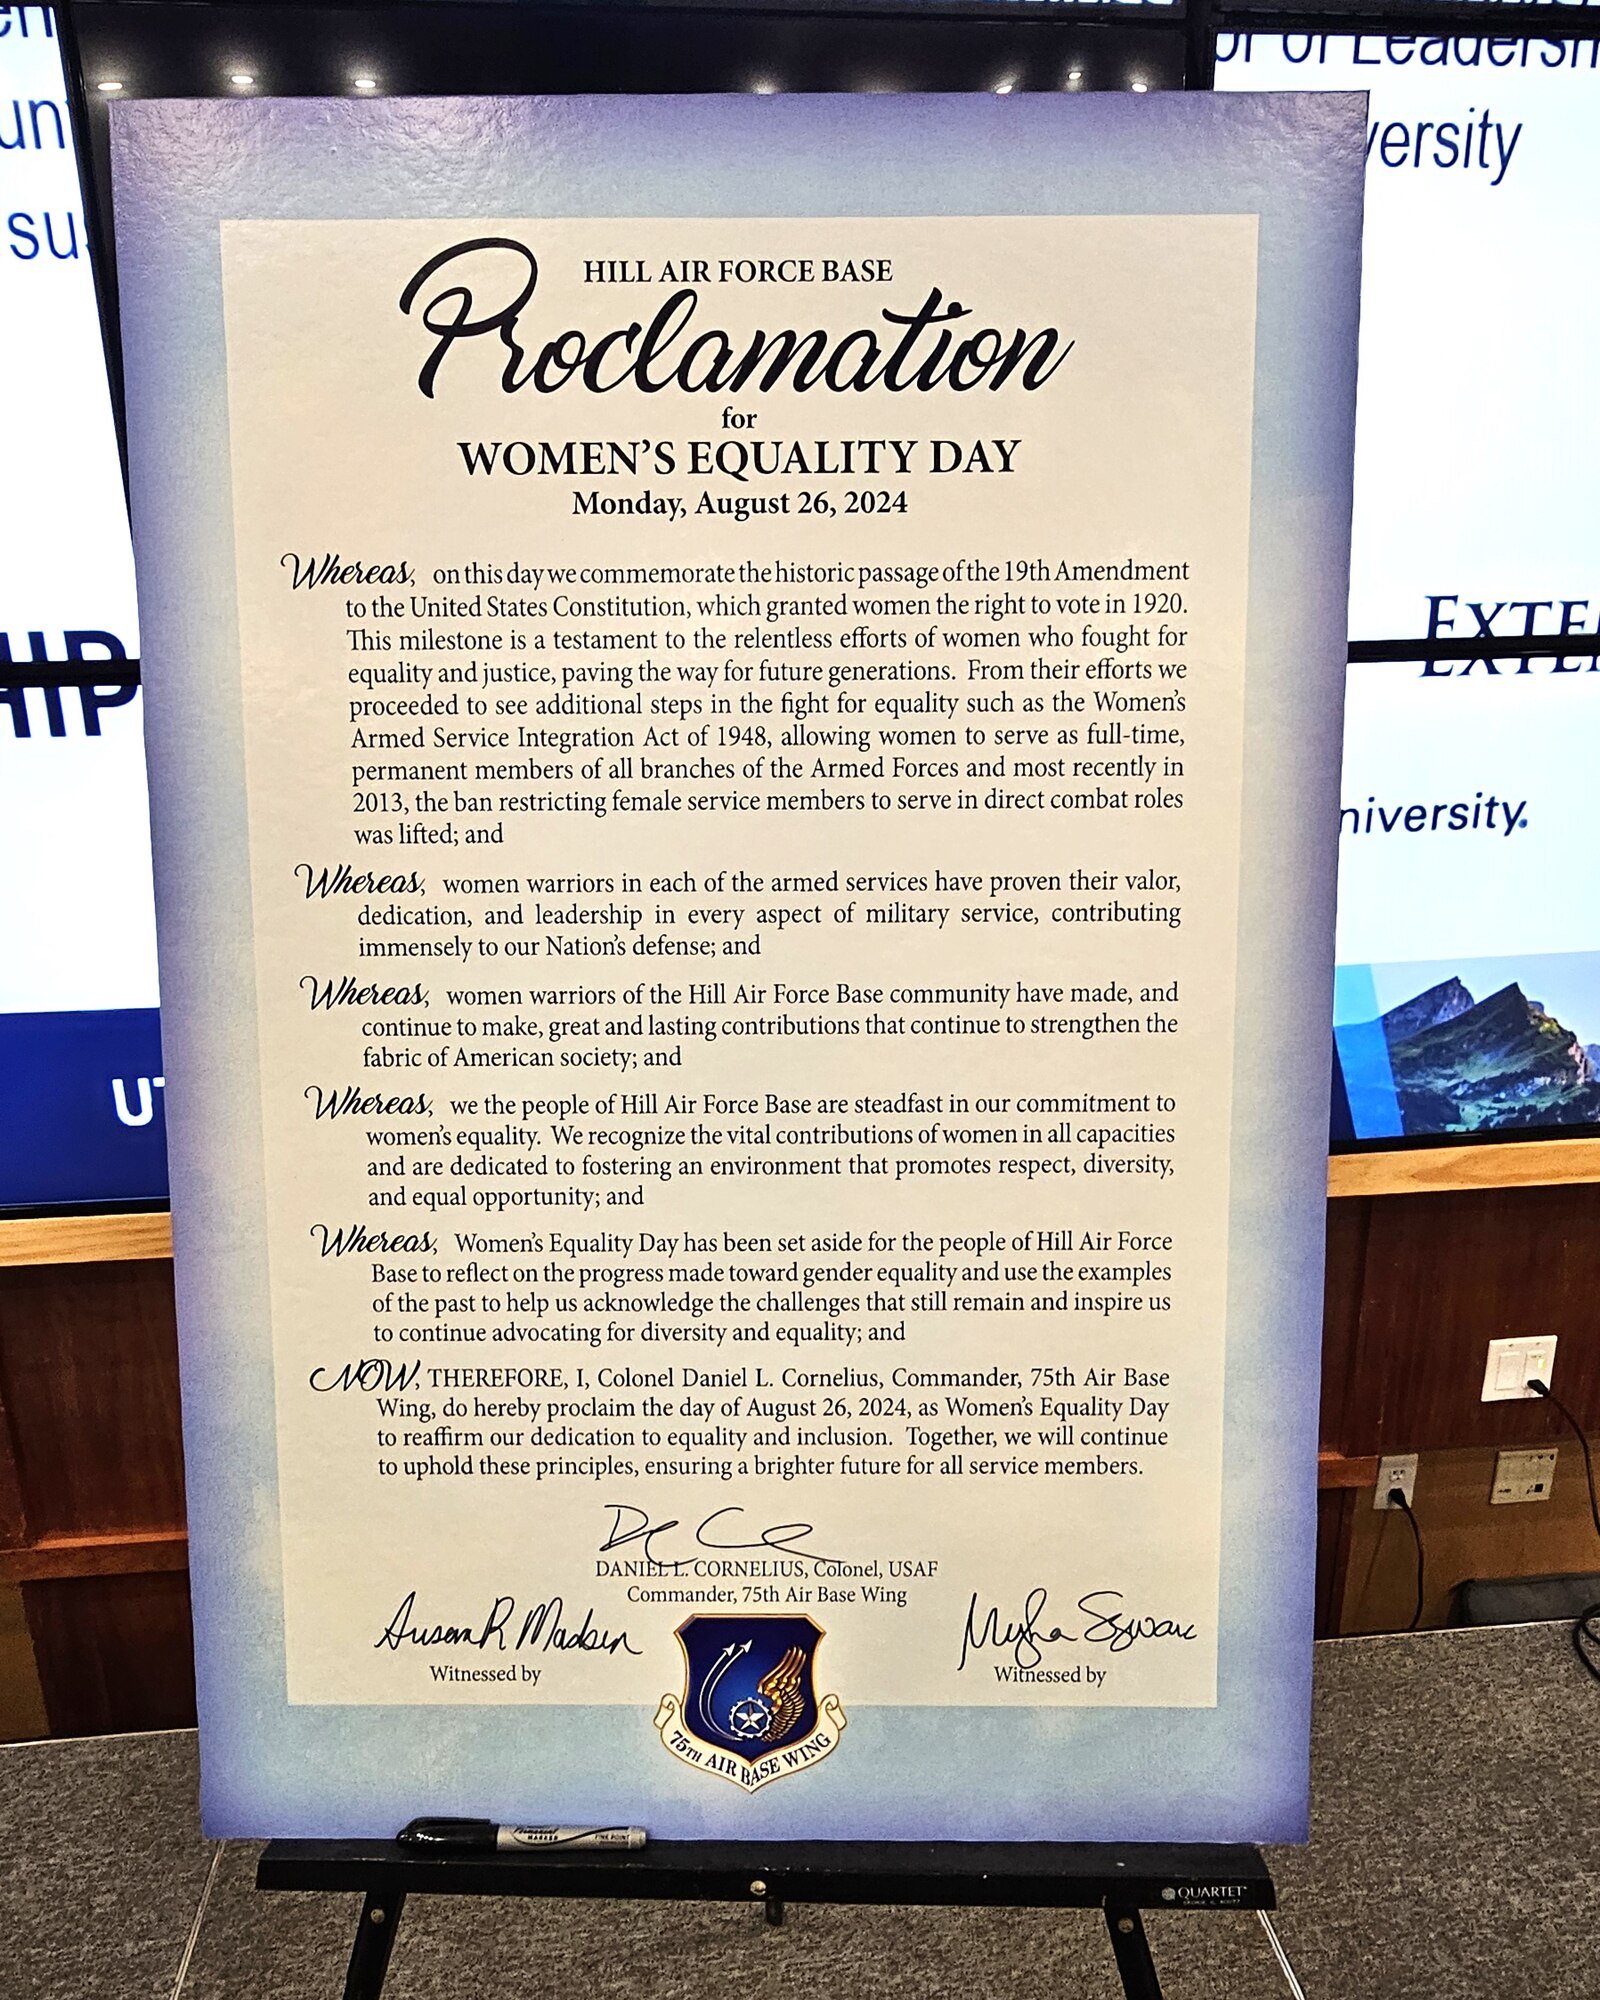 or of Leadersh
un
versity
su
HILL AIR FORCE BASE
Proclamation
for
WOMEN'S EQUALITY DAY
Monday, August 26, 2024
Whereas, on this day we commemorate the historic passage of the 19th Amendment
to the United States Constitution, which granted women the right to vote in 1920.
This milestone is a testament to the relentless efforts of women who fought for
equality and justice, paving the way for future generations. From their efforts we
proceeded to see additional steps in the fight for equality such as the Women's
Armed Service Integration Act of 1948, allowing women to serve as full-time,
permanent members of all branches of the Armed Forces and most recently in
2013, the ban restricting female service members to serve in direct combat roles
was lifted; and
Whereas, women warriors in each of the armed services have proven their valor,
dedication, and leadership in every aspect of military service, contributing
immensely to our Nation's defense; and
Whereas, women warriors of the Hill Air Force Base community have made, and
continue to make, great and lasting contributions that continue to strengthen the
fabric of American society; and
Whereas, we the people of Hill Air Force Base are steadfast in our commitment to
women's equality. We recognize the vital contributions of women in all capacities
and are dedicated to fostering an environment that promotes respect, diversity,
and equal opportunity; and
Whereas, Women's Equality Day has been set aside for the people of Hill Air Force
Base to reflect on the progress made toward gender equality and use the examples
of the past to help us acknowledge the challenges that still remain and inspire us
to continue advocating for diversity and equality; and
NOW, THEREFORE, I, Colonel Daniel L. Cornelius, Commander, 75th Air Base
Wing, do hereby proclaim the day of August 26, 2024, as Women's Equality Day
to reaffirm our dedication to equality and inclusion. Together, we will continue
to uphold these principles, ensuring a brighter future for all service members.
DANIEL L. CORNELIUS, Colonel, USAF
Commander, 75th Air Base Wing
Susan R Madsen
Witnessed by
Witnessed by
75TH AIR BASE WING
HIP
EXTE
niversity.
UT
MARKER
FINE POINT
QUARTET